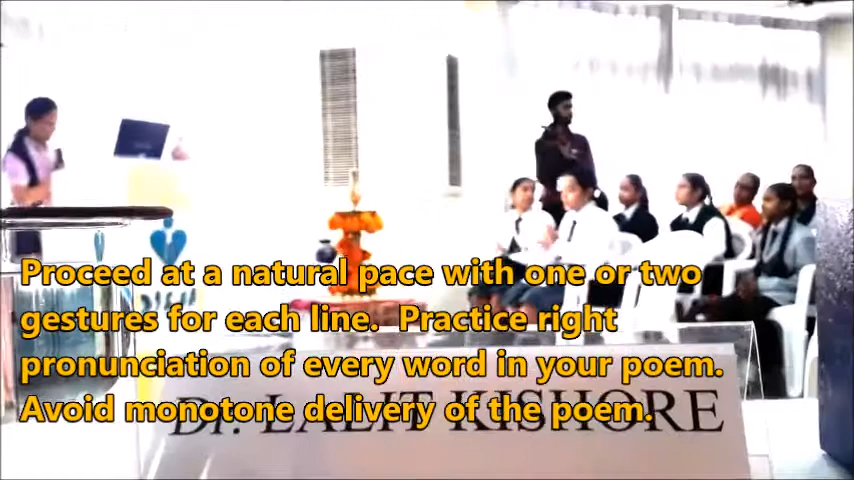 Proceed at a natural pace with one or two
gestures for each line. Practice right
pronunciation of every word in your poem.
Avoid monotone delivery of the poem.
Dr. LALIT KISHORE